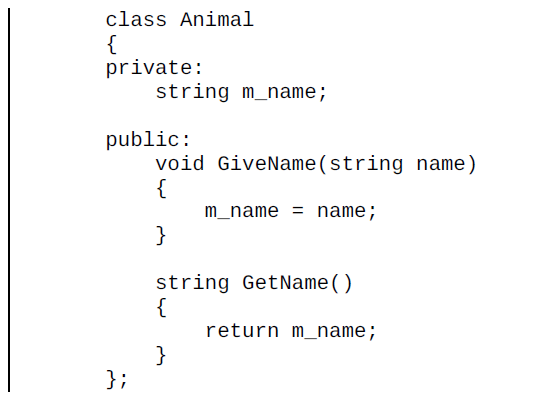 class Animal
{
private:
    string m_name;

public:
    void GiveName(string name)
    {
        m_name = name;
    }

    string GetName()
    {
        return m_name;
    }
};